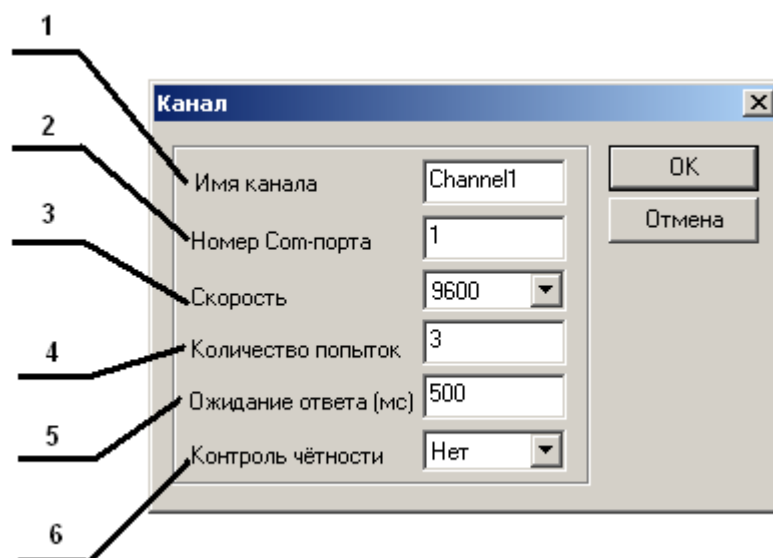 1
Канал
2
Имя канала
Channel1
OK
3
Номер Com-порта
1
Отмена
Скорость
9600
4
Количество попыток
3
5
Ожидание ответа (мс)
500
Контроль чётности
Нет
6